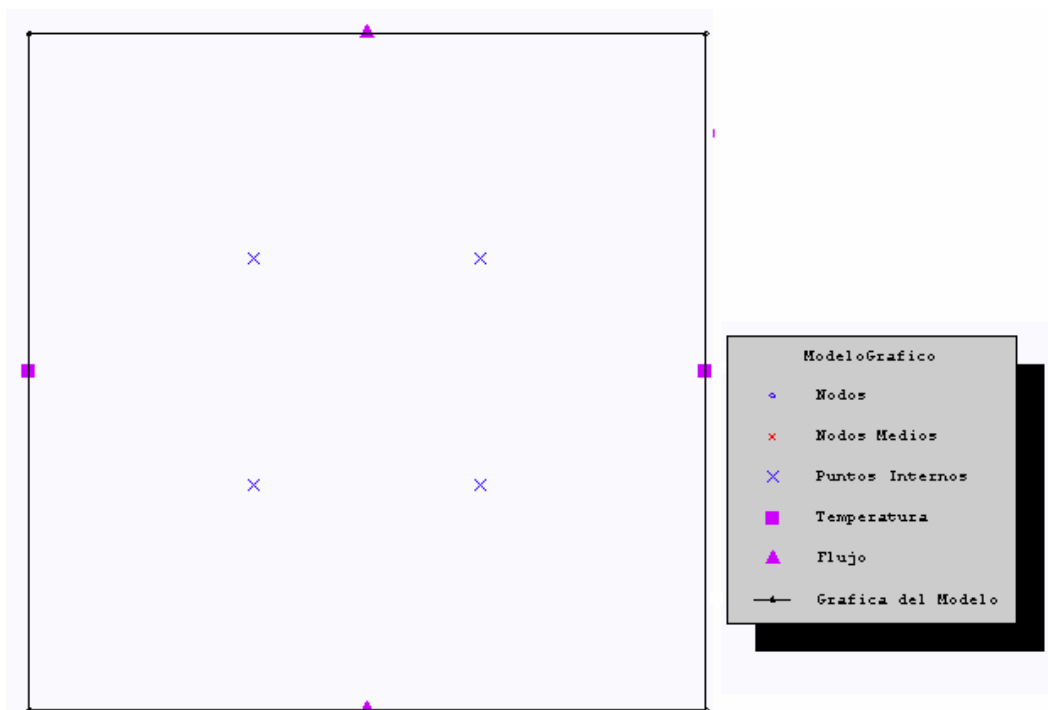 ModeloGrafico
Nodos
Nodos Medios
Puntos Internos
Temperatura
Flujo
Grafica del Modelo